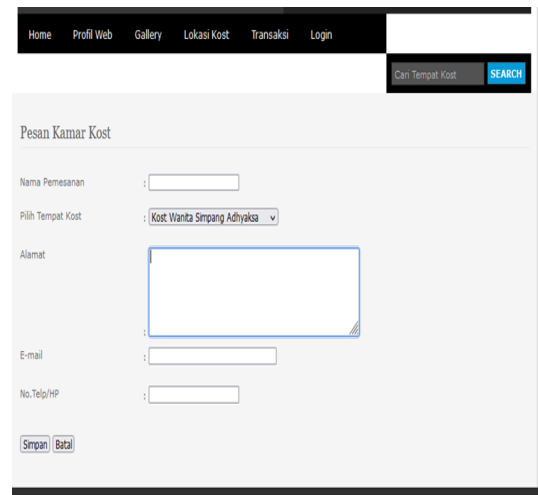 Home Profil Web Gallery Lokasi Kost Transaksi Login
Cari Tempat Kost SEARCH
Pesan Kamar Kost
Nama Pemesanan :
Pilih Tempat Kost : Kost Wanita Simpang Adhyaksa
Alamat :
E-mail :
No.Telp/HP :
Simpan Batal